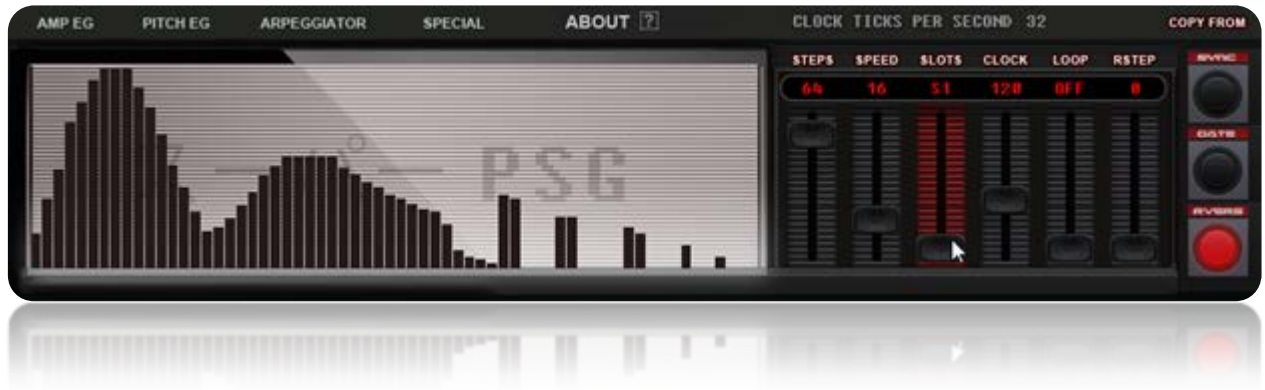 AMP EG PITCH EG ARPEGGIATOR SPECIAL ABOUT ? CLOCK TICKS PER SECOND 32 COPY FROM
STEPS SPEED SLOTS CLOCK LOOP RSTEP SYNC
64 16 S1 120 OFF 0
GATE
PSG
RVERS